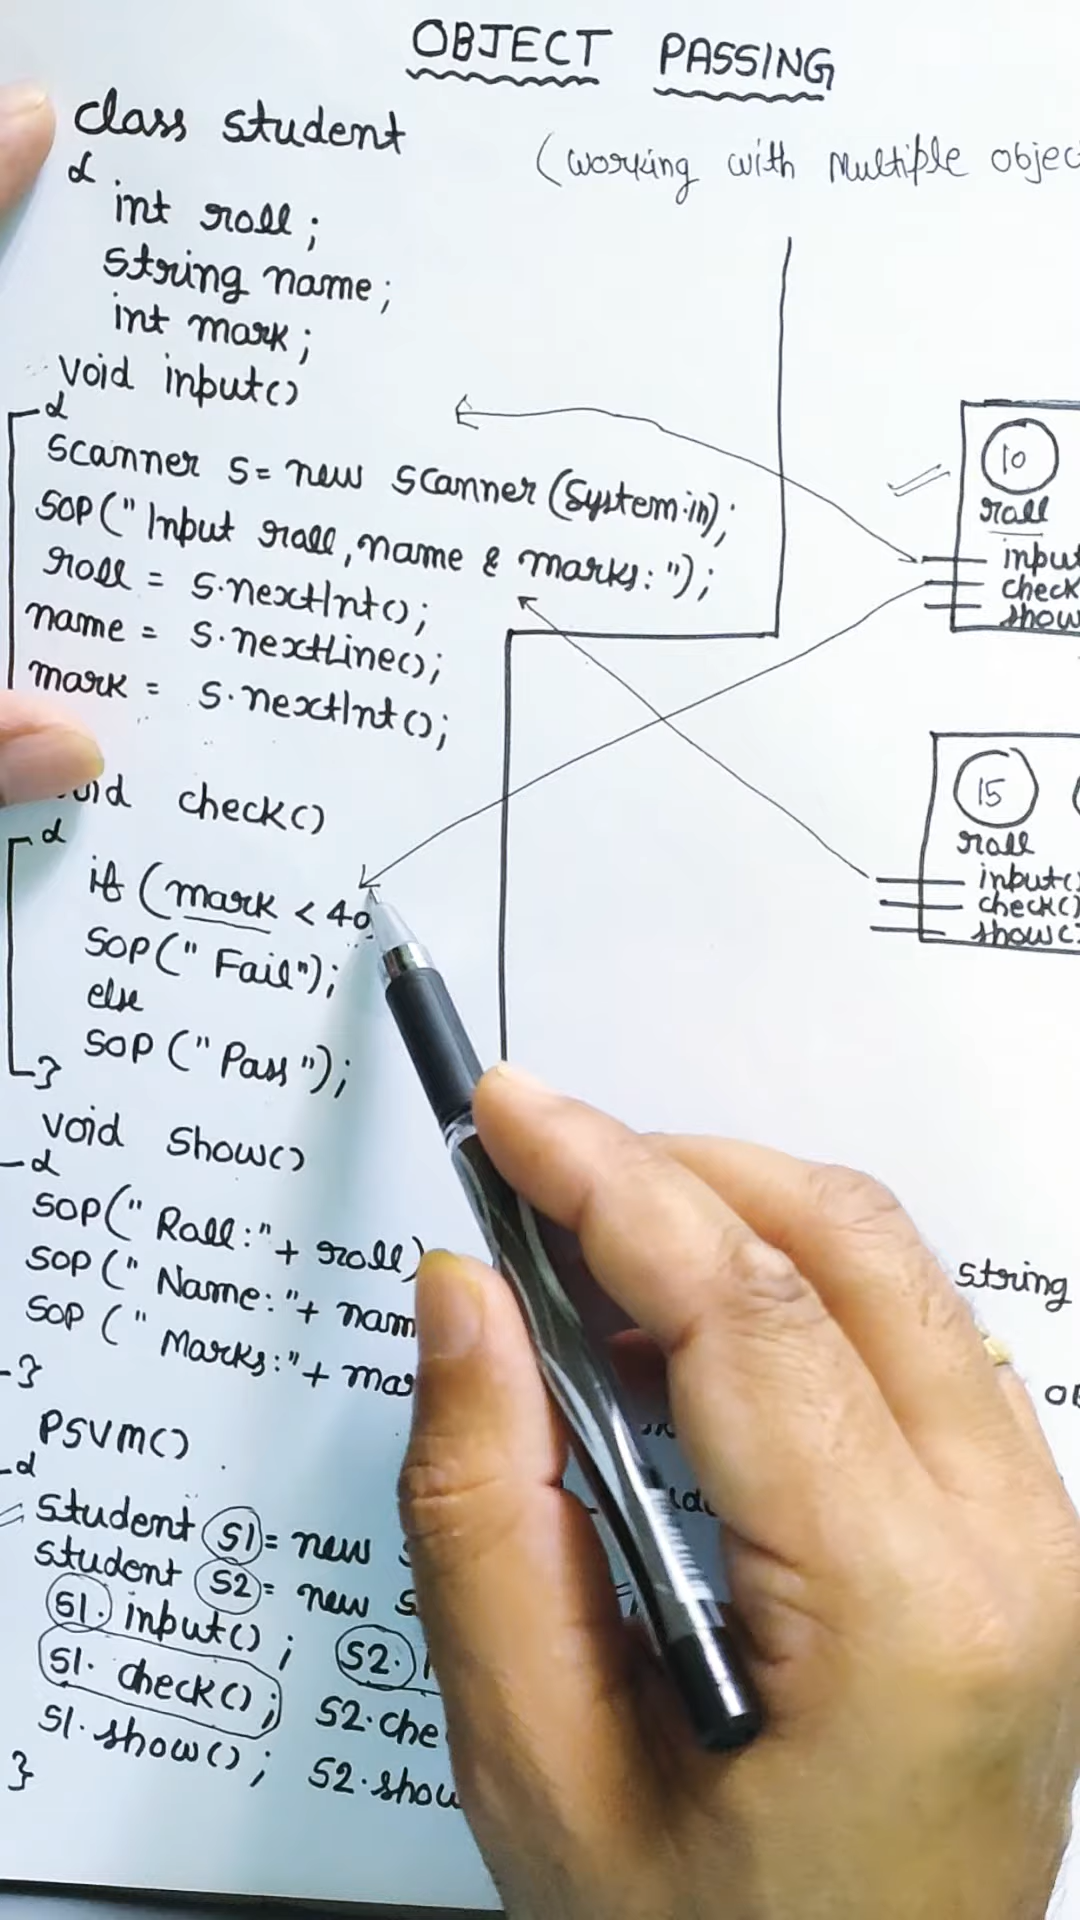 OBJECT PASSING
(working with Multiple objec
class student
{
int roll;
string name;
int mark;
void input()
{
Scanner s= new Scanner (System.in);
SOP(" Input roll, name & marks: ");
roll = s.nextInt();
name = s.nextLine();
mark = s.nextInt();
void check()
{
if (mark < 40
SOP(" Fail");
else
SOP (" Pass ");
}
void show()
{
SOP(" Roll:"+ roll)
SOP (" Name: "+ nam
SOP (" Marks:"+ mar
}
PSVM()
{
student S1= new S
student S2= new S
S1. input(); S2.
S1. check(); S2.che
S1.show(); S2.show
}
10
roll
input
check
show
15
roll
input()
check()
show()
string